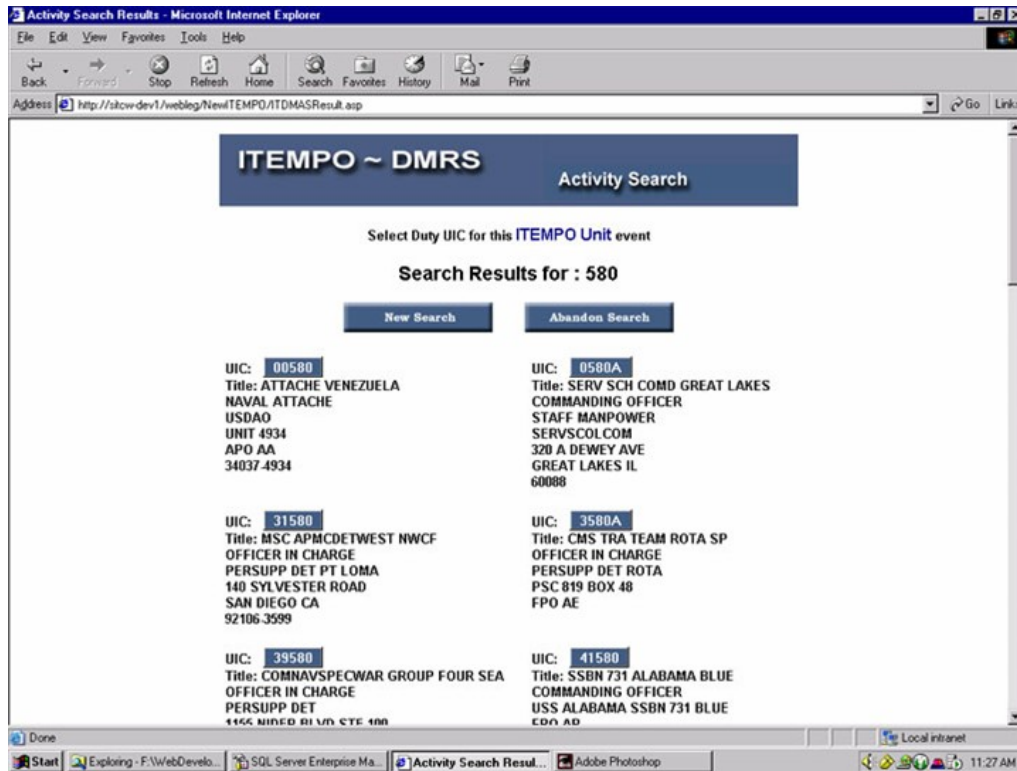 Activity Search Results - Microsoft Internet Explorer
File Edit View Favorites Tools Help
Back Forward Stop Refresh Home Search Favorites History Mail Print
Address http://sitcw-dev1/webleg/NewITEMPO/ITDMASResult.asp Go Links
ITEMPO ~ DMRS
Activity Search
Select Duty UIC for this ITEMPO Unit event
Search Results for : 580
New Search Abandon Search
UIC: 00580
Title: ATTACHE VENEZUELA
NAVAL ATTACHE
USDAO
UNIT 4934
APO AA
34037-4934
UIC: 0580A
Title: SERV SCH COMD GREAT LAKES
COMMANDING OFFICER
STAFF MANPOWER
SERVSCOLCOM
320 A DEWEY AVE
GREAT LAKES IL
60088
UIC: 31580
Title: MSC APMCDETWEST NWCF
OFFICER IN CHARGE
PERSUPP DET PT LOMA
140 SYLVESTER ROAD
SAN DIEGO CA
92106-3599
UIC: 3580A
Title: CMS TRA TEAM ROTA SP
OFFICER IN CHARGE
PERSUPP DET ROTA
PSC 819 BOX 48
FPO AE
UIC: 39580
Title: COMNAVSPECWAR GROUP FOUR SEA
OFFICER IN CHARGE
PERSUPP DET
1155 NIDER BLVD STE 100
UIC: 41580
Title: SSBN 731 ALABAMA BLUE
COMMANDING OFFICER
USS ALABAMA SSBN 731 BLUE
FPO AP
Done Local intranet
Start Exploring - F:\WebDevelo... SQL Server Enterprise Ma... Activity Search Resul... Adobe Photoshop 11:27 AM